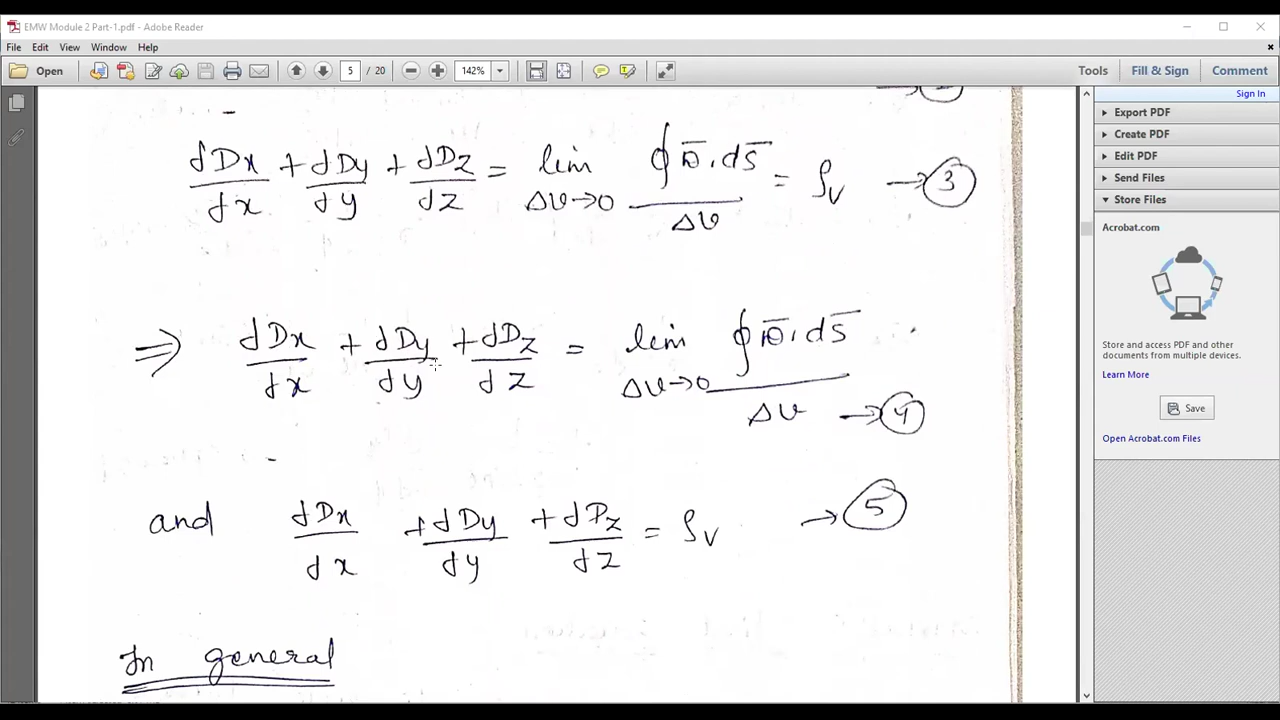 EMW Module 2 Part-1.pdf - Adobe Reader
File Edit View Window Help
Open 5 / 20 142% Tools Fill & Sign Comment
Sign In
dDx/dx + dDy/dy + dDz/dz = lim Δv→0 ∮D̅.dS̅/Δv = ρv → 3
⇒ dDx/dx + dDy/dy + dDz/dz = lim Δv→0 ∮D̅.dS̅/Δv → 4
and dDx/dx + dDy/dy + dDz/dz = ρv → 5
In general
Export PDF
Create PDF
Edit PDF
Send Files
Store Files
Acrobat.com
Store and access PDF and other
documents from multiple devices.
Learn More
Save
Open Acrobat.com Files